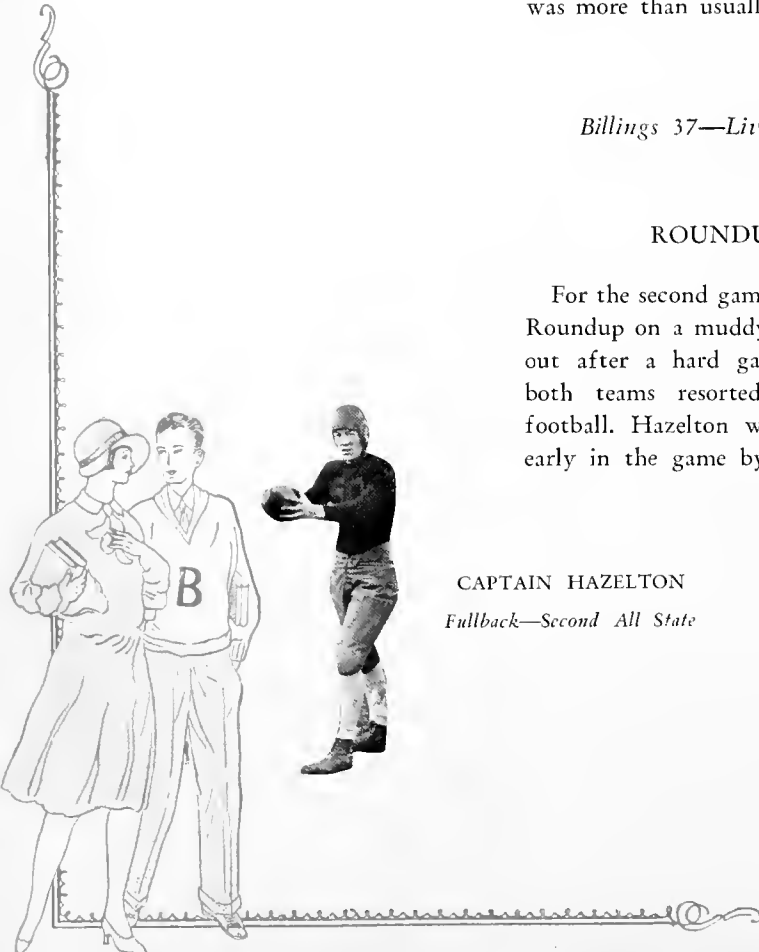 was more than usuall
Billings 37—Liv
ROUNDU
For the second gam
Roundup on a muddy
out after a hard ga
both teams resorted
football. Hazelton w
early in the game by
B
CAPTAIN HAZELTON
Fullback—Second All State